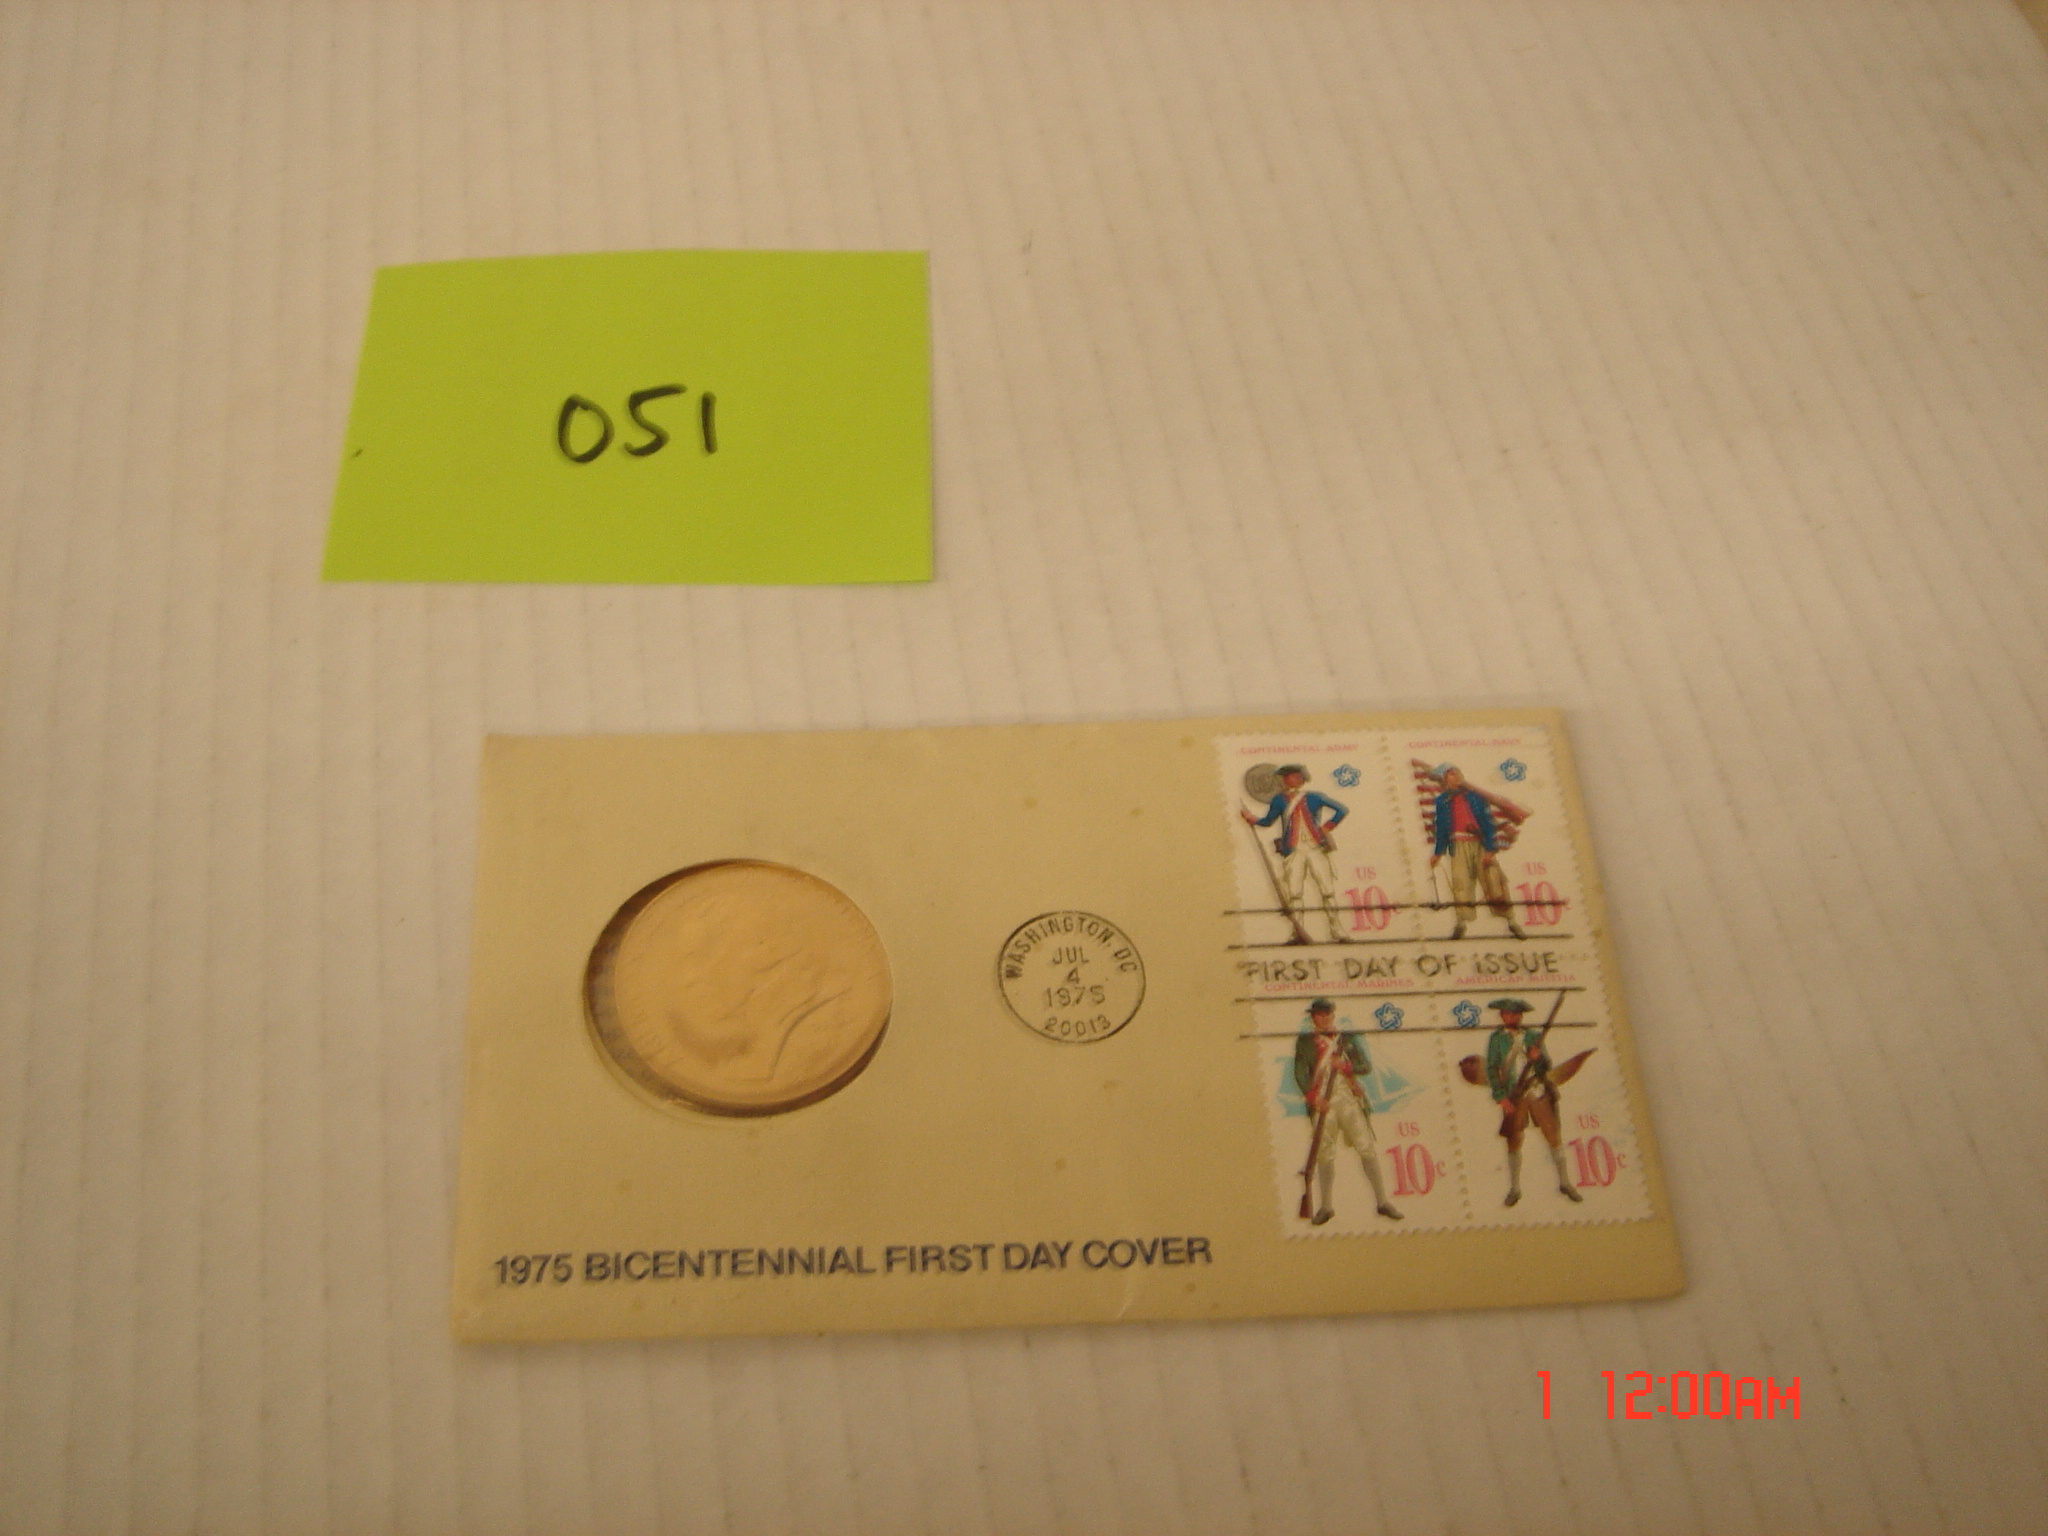 051
CONTINENTAL ARMY
CONTINENTAL NAVY
US
10c
US
10c
WASHINGTON, DC
JUL
4
1975
20013
FIRST DAY OF ISSUE
CONTINENTAL MARINES
AMERICAN MILITIA
US
10c
US
10c
1975 BICENTENNIAL FIRST DAY COVER
1 12:00AM